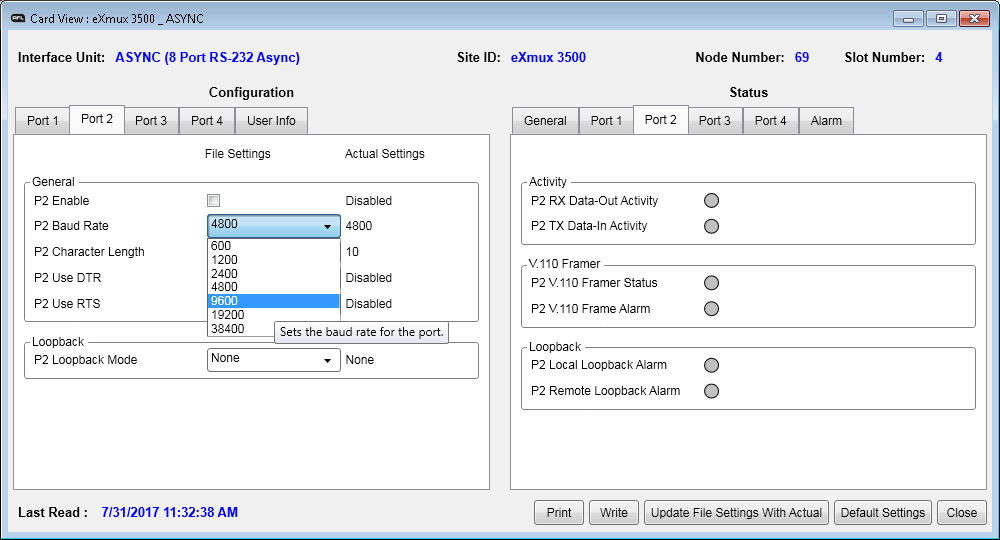 AFL Card View : eXmux 3500 _ ASYNC
Interface Unit: ASYNC (8 Port RS-232 Async) Site ID: eXmux 3500 Node Number: 69 Slot Number: 4
Configuration
Port 1 Port 2 Port 3 Port 4 User Info
File Settings Actual Settings
General
P2 Enable Disabled
P2 Baud Rate 4800 4800
600
1200
2400
4800
9600
19200
38400
P2 Character Length 10
P2 Use DTR Disabled
P2 Use RTS Disabled
Sets the baud rate for the port.
Loopback
P2 Loopback Mode None None
Status
General Port 1 Port 2 Port 3 Port 4 Alarm
Activity
P2 RX Data-Out Activity
P2 TX Data-In Activity
V.110 Framer
P2 V.110 Framer Status
P2 V.110 Frame Alarm
Loopback
P2 Local Loopback Alarm
P2 Remote Loopback Alarm
Last Read : 7/31/2017 11:32:38 AM
Print Write Update File Settings With Actual Default Settings Close